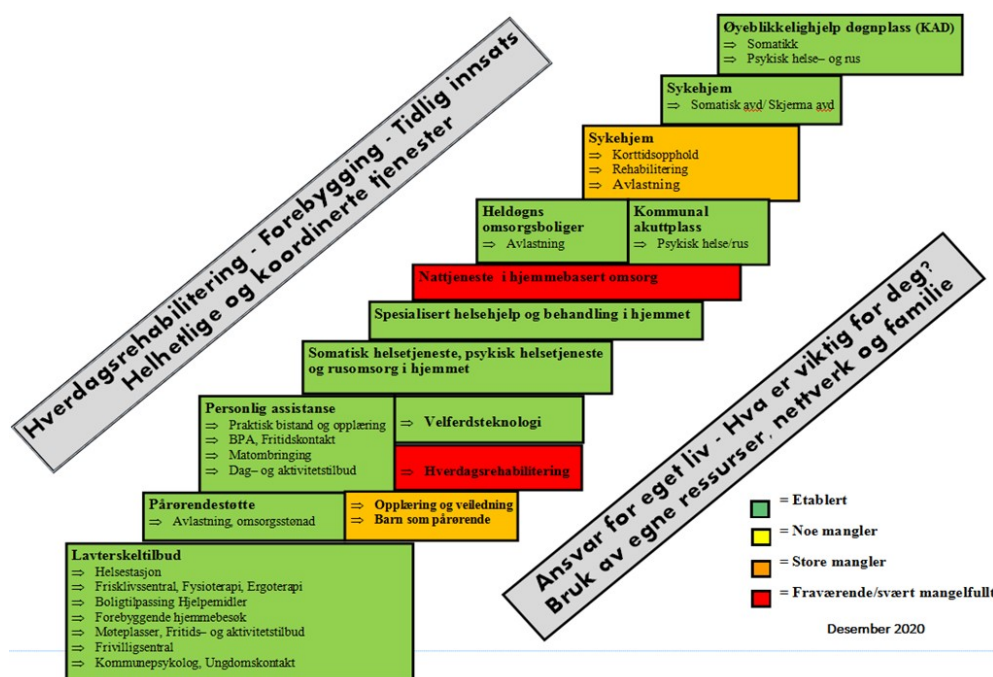 Øyeblikkelighjelp døgnplass (KAD)
⇒ Somatikk
⇒ Psykisk helse– og rus
Sykehjem
⇒ Somatisk avd/ Skjerma avd
Sykehjem
⇒ Korttidsopphold
⇒ Rehabilitering
⇒ Avlastning
Heldøgns
omsorgsboliger
⇒ Avlastning
Kommunal
akuttplass
⇒ Psykisk helse/rus
Nattjeneste i hjemmebasert omsorg
Spesialisert helsehjelp og behandling i hjemmet
Somatisk helsetjeneste, psykisk helsetjeneste
og rusomsorg i hjemmet
Personlig assistanse
⇒ Praktisk bistand og opplæring
⇒ BPA, Fritidskontakt
⇒ Matombringing
⇒ Dag– og aktivitetstilbud
⇒ Velferdsteknologi
⇒ Hverdagsrehabilitering
Pårørendestøtte
⇒ Avlastning, omsorgsstønad
⇒ Opplæring og veiledning
⇒ Barn som pårørende
Lavterskeltilbud
⇒ Helsestasjon
⇒ Frisklivssentral, Fysioterapi, Ergoterapi
⇒ Boligtilpassing Hjelpemidler
⇒ Forebyggende hjemmebesøk
⇒ Møteplasser, Fritids– og aktivitetstilbud
⇒ Frivilligsentral
⇒ Kommunepsykolog, Ungdomskontakt
Hverdagsrehabilitering - Forebygging - Tidlig innsats
Helhetlige og koordinerte tjenester
Ansvar for eget liv - Hva er viktig for deg?
Bruk av egne ressurser, nettverk og familie
= Etablert
= Noe mangler
= Store mangler
= Fraværende/svært mangelfullt
Desember 2020